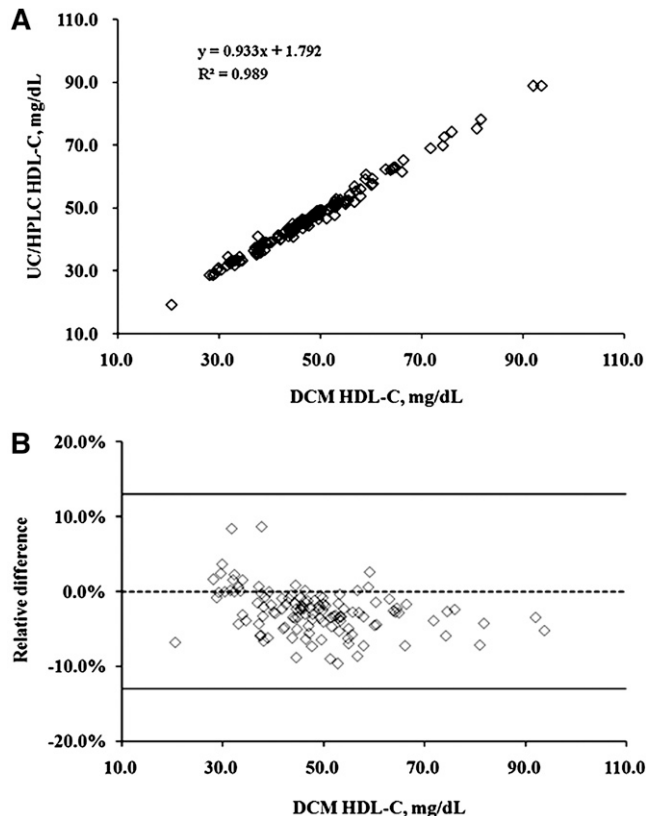 A
110.0
y = 0.933x + 1.792
R² = 0.989
90.0
70.0
50.0
30.0
10.0
UC/HPLC HDL-C, mg/dL
10.0 30.0 50.0 70.0 90.0 110.0
DCM HDL-C, mg/dL
B
20.0%
10.0%
0.0%
-10.0%
-20.0%
Relative difference
10.0 30.0 50.0 70.0 90.0 110.0
DCM HDL-C, mg/dL